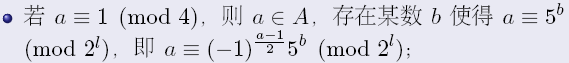 若 a ≡ 1 (mod 4), 则 a ∈ A, 存在某数 b 使得 a ≡ 5^b
(mod 2^l), 即 a ≡ (−1)^{\frac{a−1}{2}} 5^b (mod 2^l);